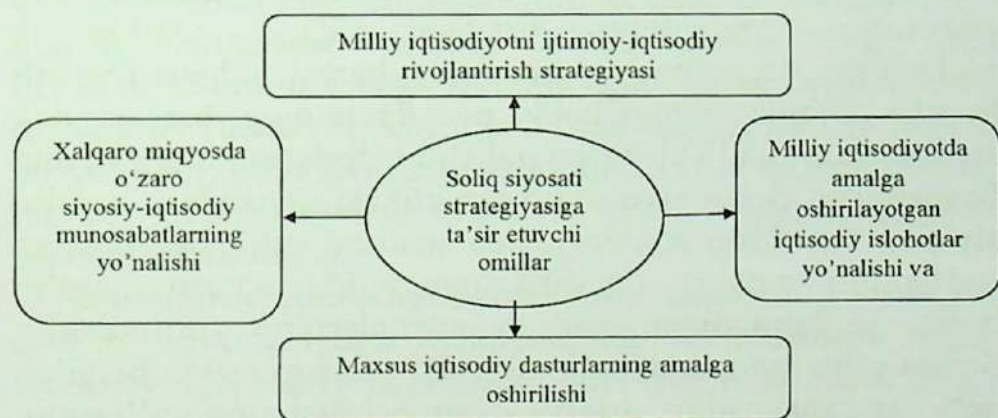 Milliy iqtisodiyotni ijtimoiy-iqtisodiy
rivojlantirish strategiyasi
Xalqaro miqyosda
o‘zaro
siyosiy-iqtisodiy
munosabatlarning
yo’nalishi
Soliq siyosati
strategiyasiga
ta’sir etuvchi
omillar
Milliy iqtisodiyotda
amalga
oshirilayotgan
iqtisodiy islohotlar
yo’nalishi va
Maxsus iqtisodiy dasturlarning amalga
oshirilishi